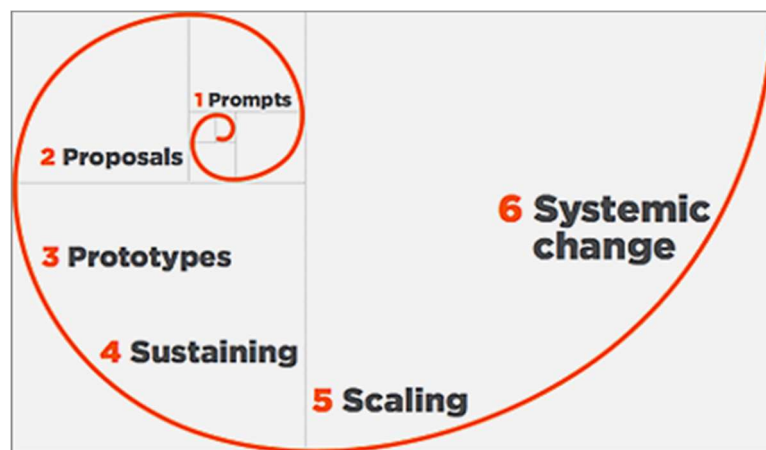 1 Prompts
2 Proposals
3 Prototypes
4 Sustaining
5 Scaling
6 Systemic
change